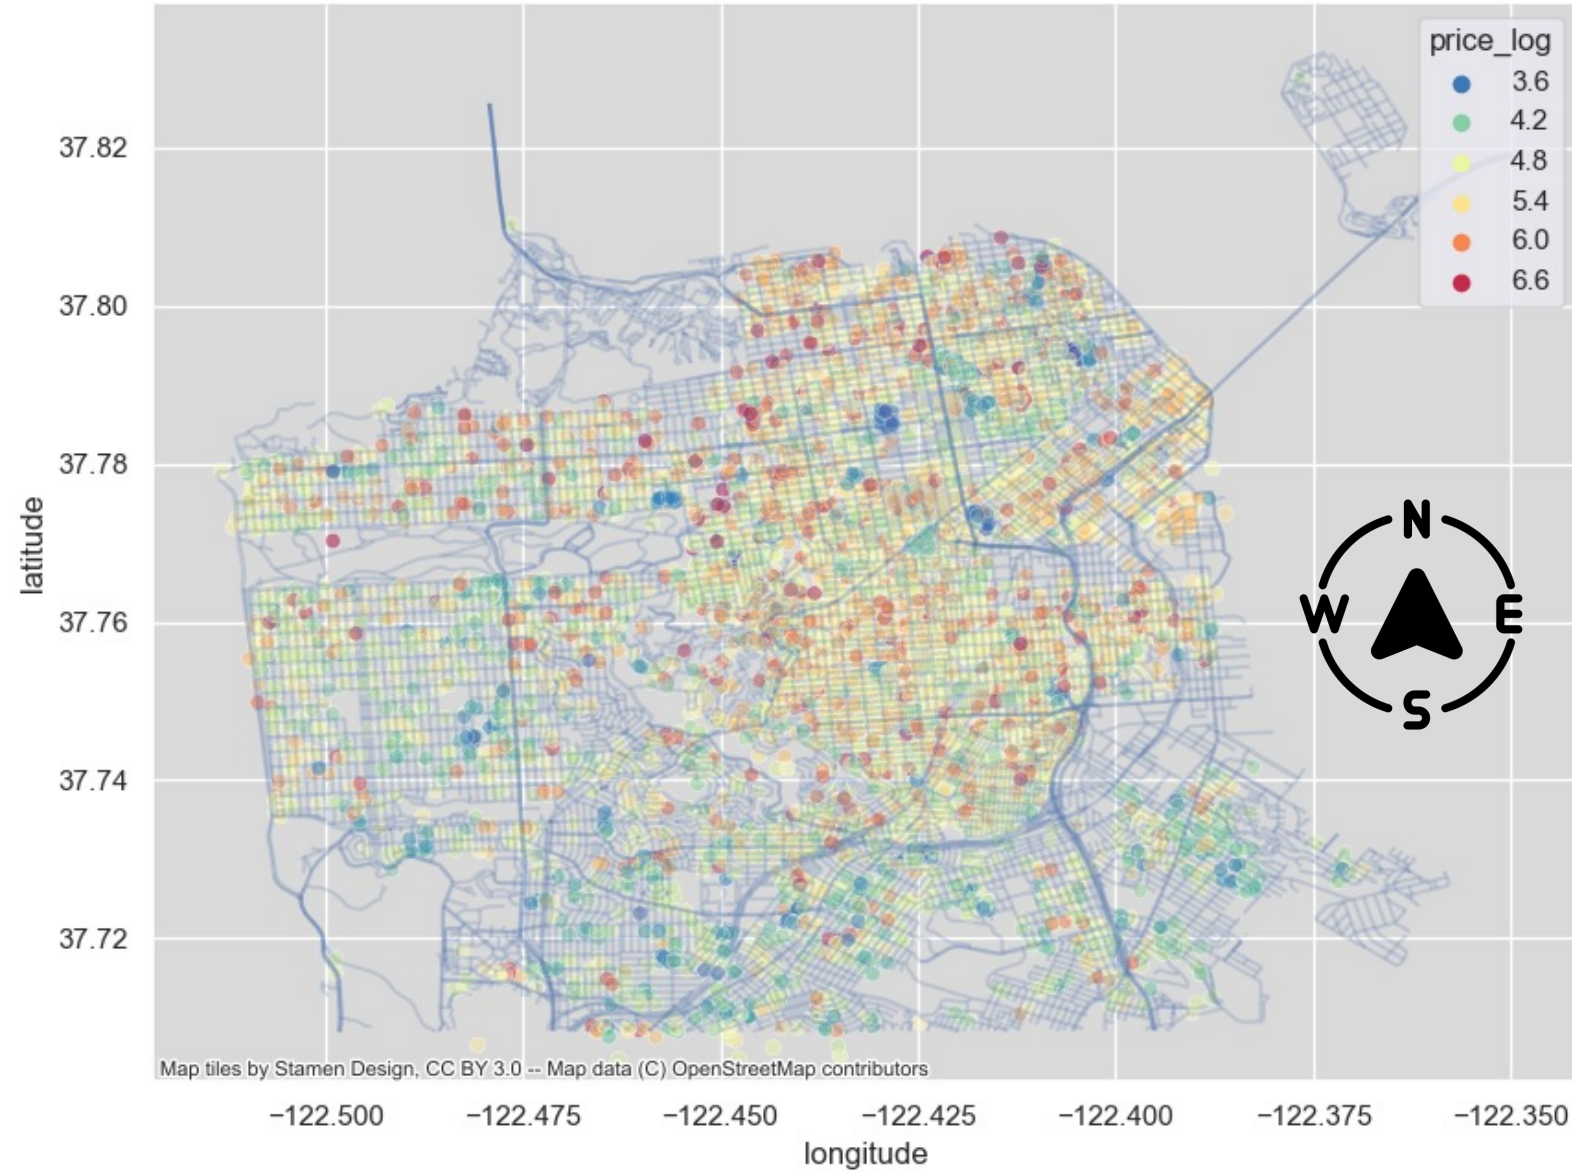 price_log
3.6
4.2
4.8
5.4
6.0
6.6
37.82
37.80
37.78
37.76
37.74
37.72
latitude
N
W
E
S
Map tiles by Stamen Design, CC BY 3.0 -- Map data (C) OpenStreetMap contributors
−122.500
−122.475
−122.450
−122.425
−122.400
−122.375
−122.350
longitude